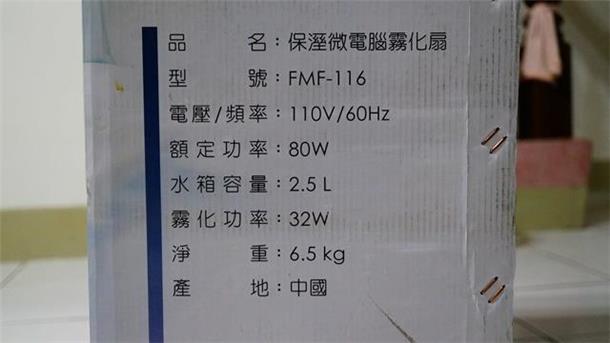 品名：保溼微電腦霧化扇
型號：FMF-116
電壓/頻率：110V/60Hz
額定功率：80W
水箱容量：2.5 L
霧化功率：32W
淨重：6.5 kg
產地：中國